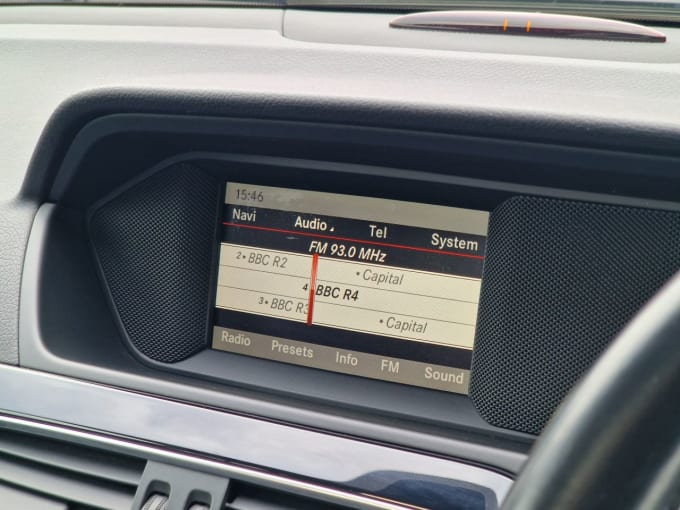 15:46
Navi Audio Tel System
FM 93.0 MHz
2• BBC R2 • Capital
4 BBC R4
3• BBC R3 • Capital
Radio Presets Info FM Sound